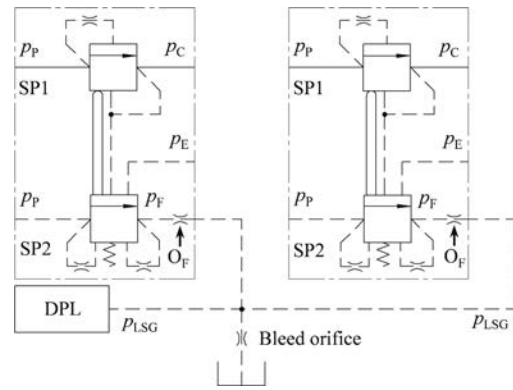 p_P p_C
SP1
p_E
p_P p_F
SP2 O_F
p_P p_C
SP1
p_E
p_P p_F
SP2 O_F
DPL
p_LSG p_LSG
Bleed orifice